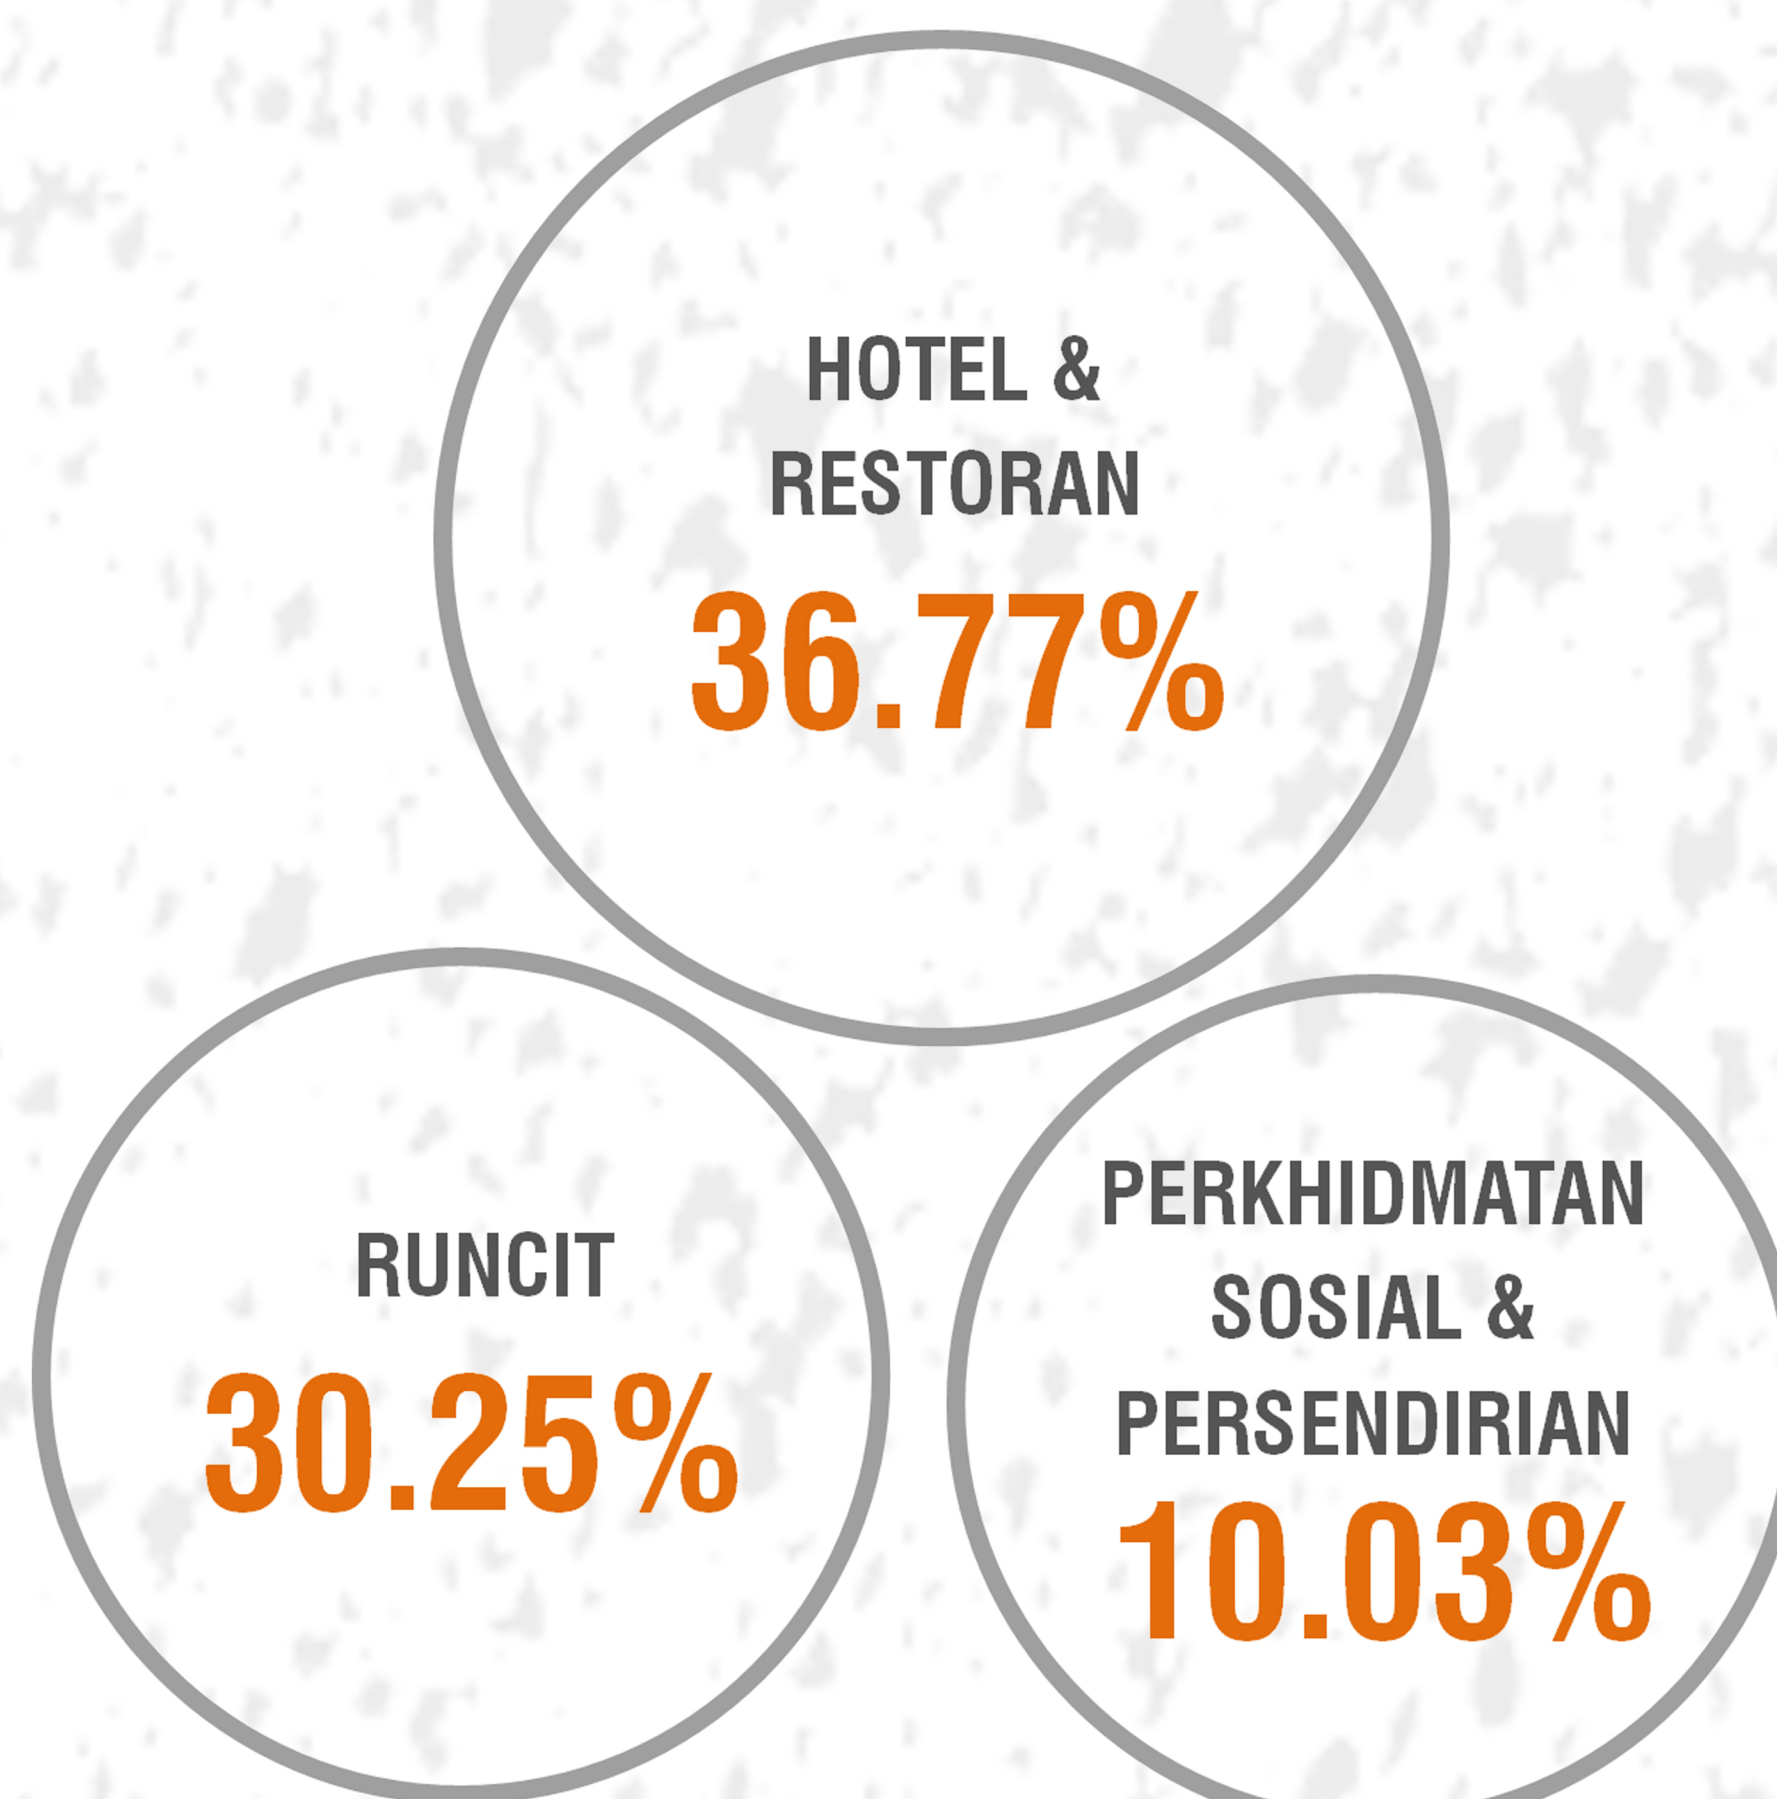 HOTEL &
RESTORAN
36.77%
RUNCIT
30.25%
PERKHIDMATAN
SOSIAL &
PERSENDIRIAN
10.03%